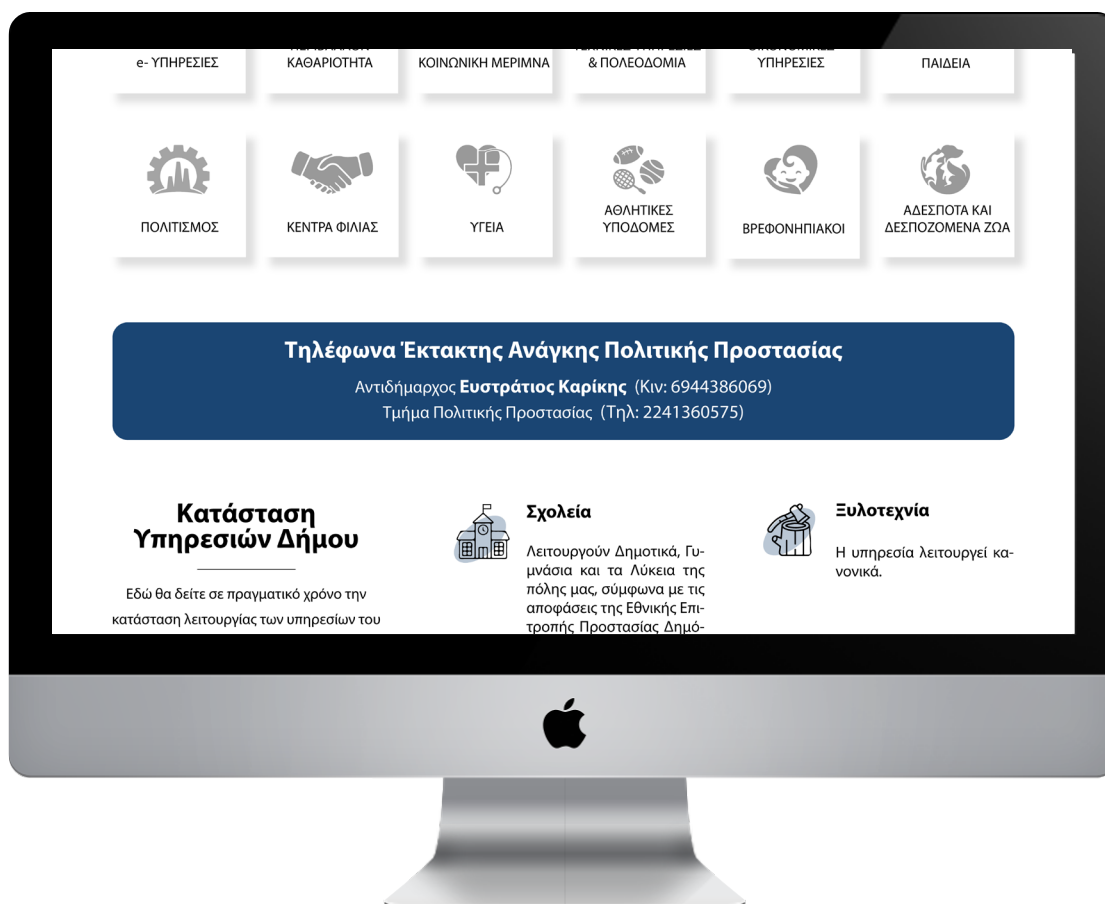 e- ΥΠΗΡΕΣΙΕΣ
ΚΑΘΑΡΙΟΤΗΤΑ
ΚΟΙΝΩΝΙΚΗ ΜΕΡΙΜΝΑ
& ΠΟΛΕΟΔΟΜΙΑ
ΥΠΗΡΕΣΙΕΣ
ΠΑΙΔΕΙΑ
ΠΟΛΙΤΙΣΜΟΣ
ΚΕΝΤΡΑ ΦΙΛΙΑΣ
ΥΓΕΙΑ
ΑΘΛΗΤΙΚΕΣ
ΥΠΟΔΟΜΕΣ
ΒΡΕΦΟΝΗΠΙΑΚΟΙ
ΑΔΕΣΠΟΤΑ ΚΑΙ
ΔΕΣΠΟΖΟΜΕΝΑ ΖΩΑ
Τηλέφωνα Έκτακτης Ανάγκης Πολιτικής Προστασίας
Αντιδήμαρχος Ευστράτιος Καρίκης (Κιν: 6944386069)
Τμήμα Πολιτικής Προστασίας (Τηλ: 2241360575)
Κατάσταση
Υπηρεσιών Δήμου
Εδώ θα δείτε σε πραγματικό χρόνο την
κατάσταση λειτουργίας των υπηρεσιών του
Σχολεία
Λειτουργούν Δημοτικά, Γυ-
μνάσια και τα Λύκεια της
πόλης μας, σύμφωνα με τις
αποφάσεις της Εθνικής Επι-
τροπής Προστασίας Δημό-
Ξυλοτεχνία
Η υπηρεσία λειτουργεί κα-
νονικά.